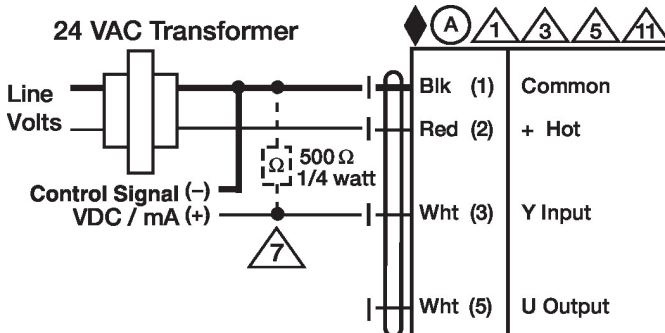 24 VAC Transformer
A 1 3 5 11
Line
Volts
Blk (1) Common
Red (2) + Hot
Ω 500 Ω
1/4 watt
Control Signal (–)
VDC / mA (+)
Wht (3) Y Input
7
Wht (5) U Output